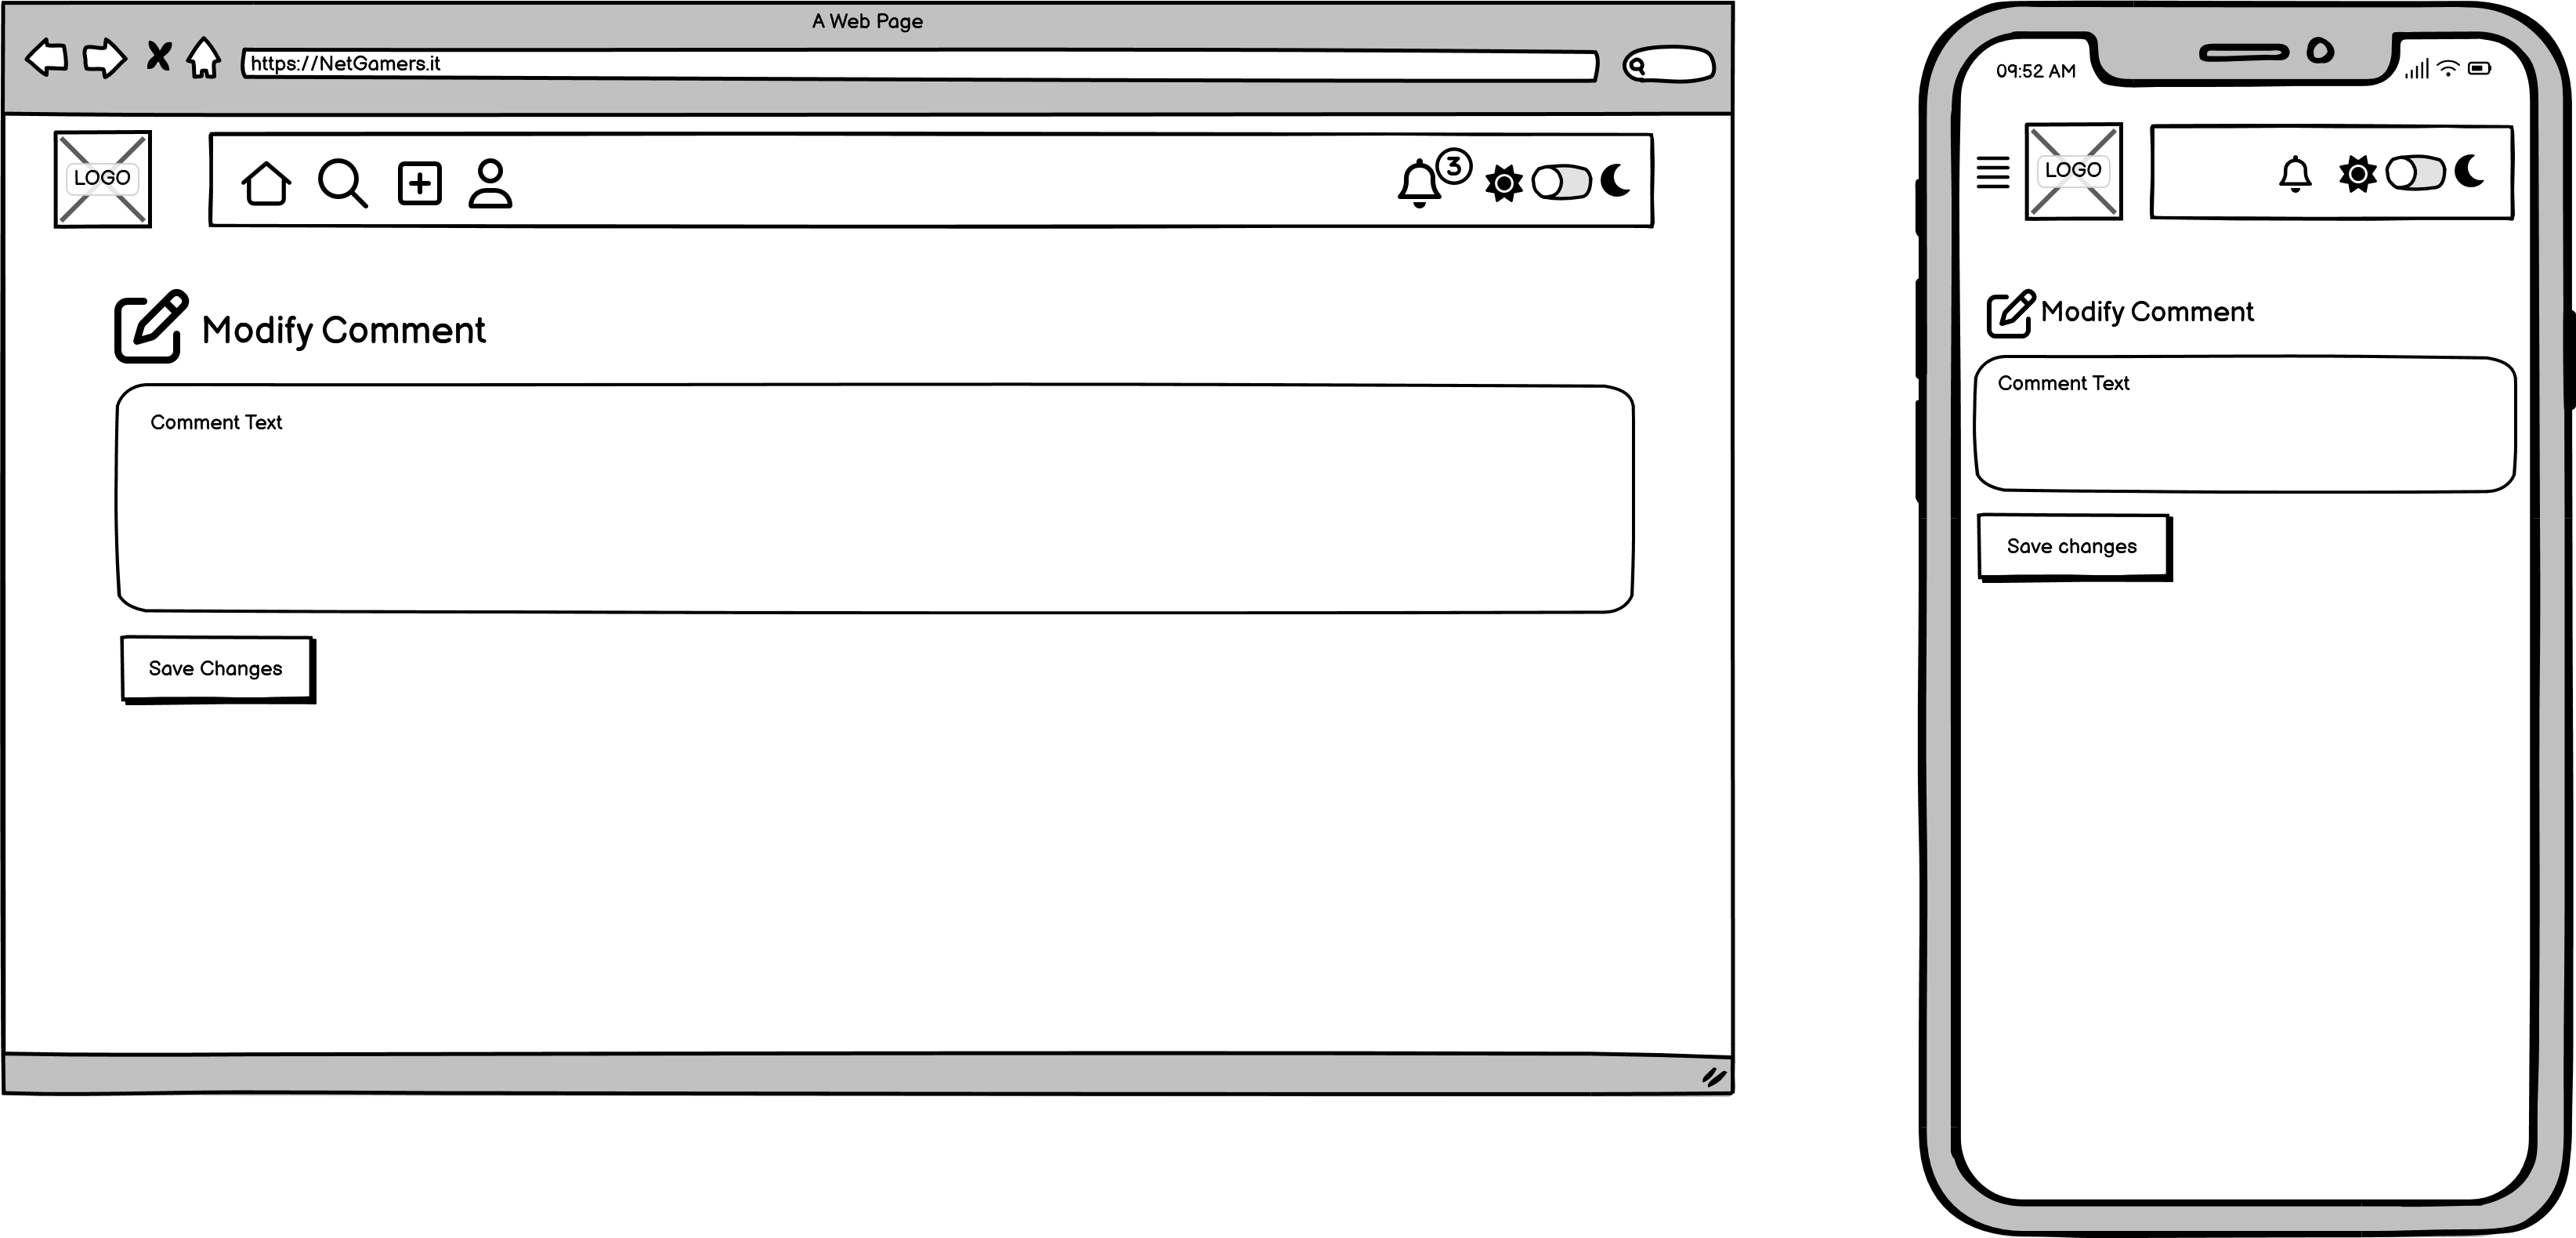 A Web Page
https://NetGamers.it
LOGO
3
Modify Comment
Comment Text
Save Changes
09:52 AM
LOGO
Modify Comment
Comment Text
Save changes